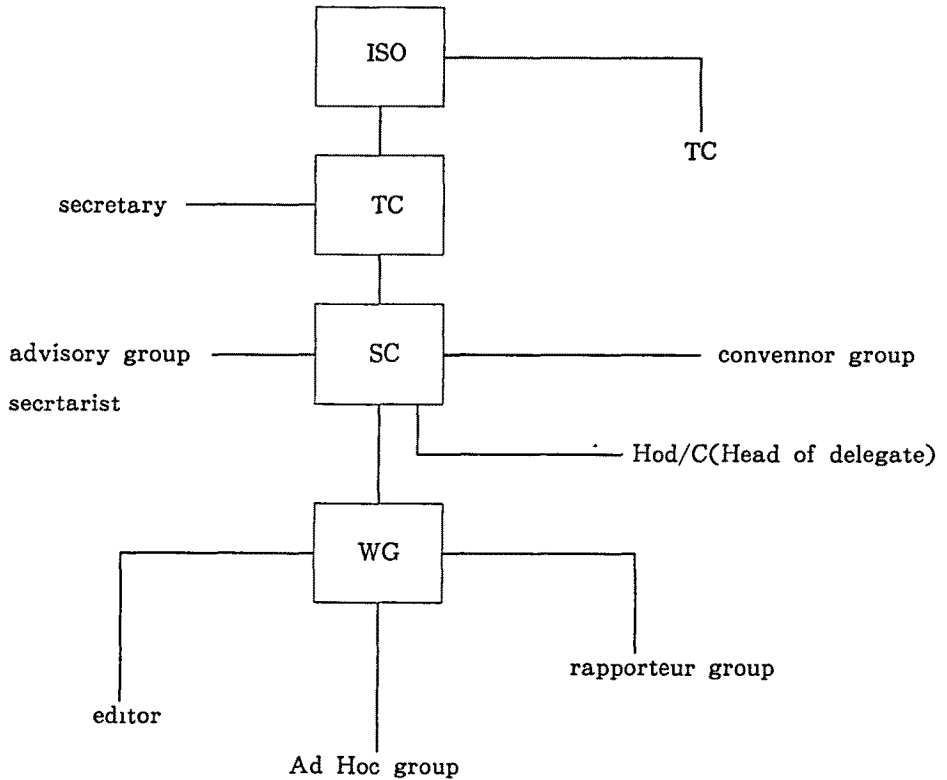 ISO
TC
secretary
TC
advisory group
SC
convennor group
secrtarist
Hod/C(Head of delegate)
WG
rapporteur group
editor
Ad Hoc group